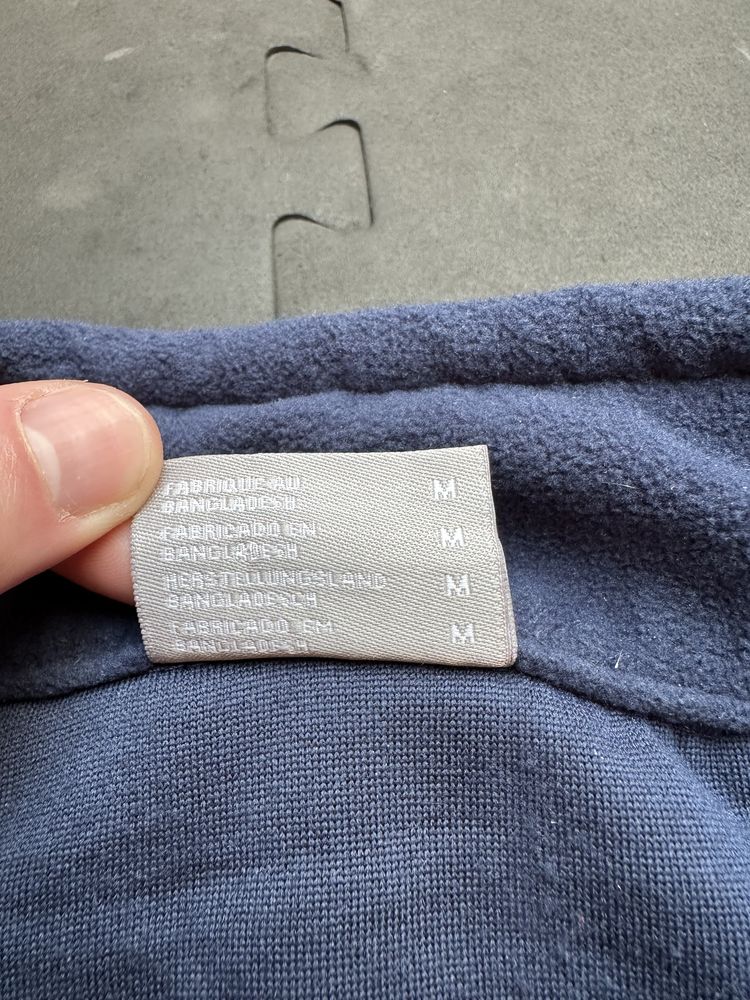 FABRIQUE AU M
BANGLADESH
FABRICADO EN M
BANGLADESH
HERSTELLUNGSLAND M
BANGLADESCH
FABRICADO EM M
BANGLADESH